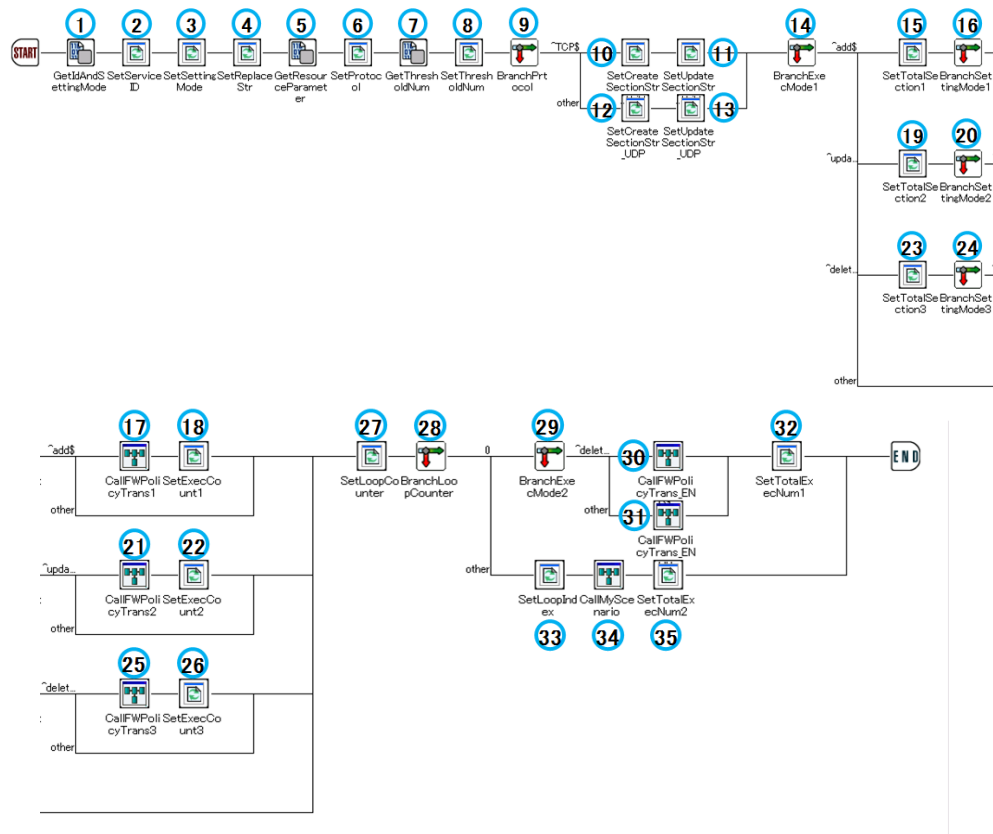 1 2 3 4 5 6 7 8 9 14 15 16
START
^TCP$ ^add$
10 11
GetIdAndS SetService SetSetting SetReplace GetResour SetProtoc GetThresh SetThresh BranchPrt SetCreate SetUpdate BranchExe SetTotalSe BranchSet
ettingMode ID Mode Str ceParamet ol oldNum oldNum ocol SectionStr SectionStr cMode1 ction1 tingMode1
er
other 12 13
19 20
SetCreate SetUpdate
SectionStr SectionStr
_UDP _UDP
^upda...
SetTotalSe BranchSet
ction2 tingMode2
23 24
^delet...
SetTotalSe BranchSet
ction3 tingMode3
other
17 18 27 28 29 32
^add$ 0 ^delet... 30 END
CallFWPoli SetExecCo SetLoopCo BranchLoo BranchExe CallFWPoli SetTotalEx
cyTrans1 unt1 unter pCounter cMode2 cyTrans_EN ecNum1
other other 31
21 22
CallFWPoli
cyTrans_EN
^upda... other
CallFWPoli SetExecCo SetLoopInd CallMySce SetTotalEx
cyTrans2 unt2 ex nario ecNum2
other 33 34 35
25 26
^delet...
CallFWPoli SetExecCo
cyTrans3 unt3
other